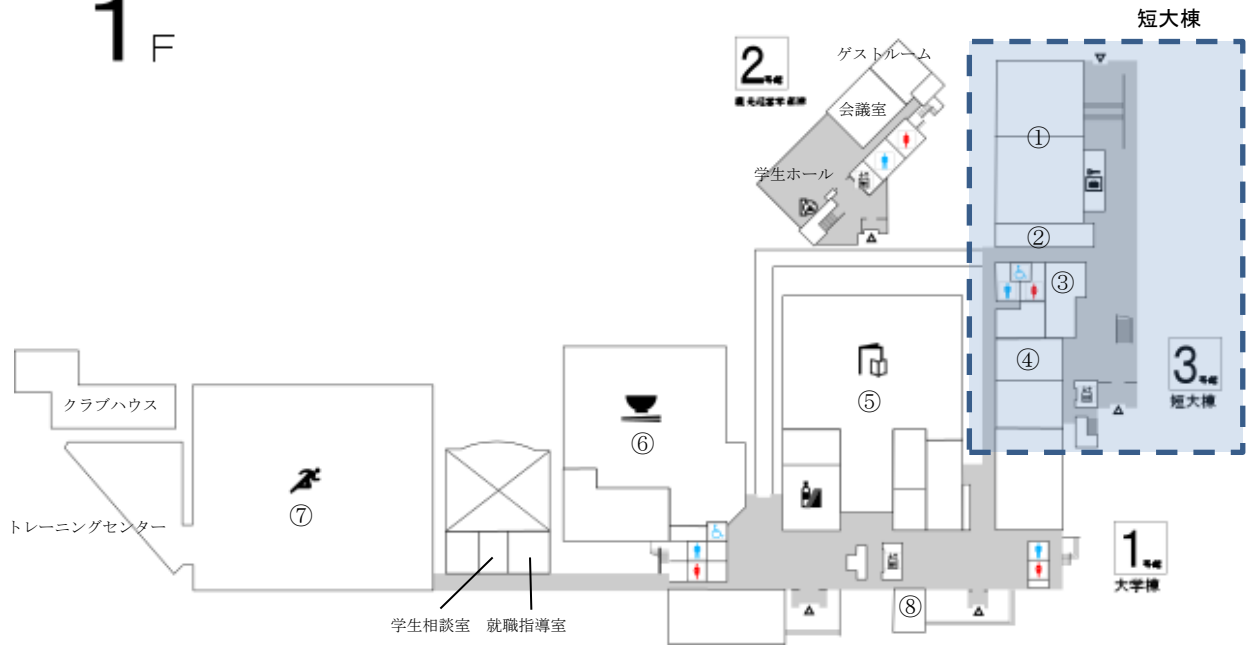 1F
短大棟
2号館
ゲストルーム
会議室
学生ホール
①
②
③
④
3号館
短大棟
⑤
⑥
クラブハウス
トレーニングセンター
⑦
1号館
大学棟
⑧
学生相談室 就職指導室